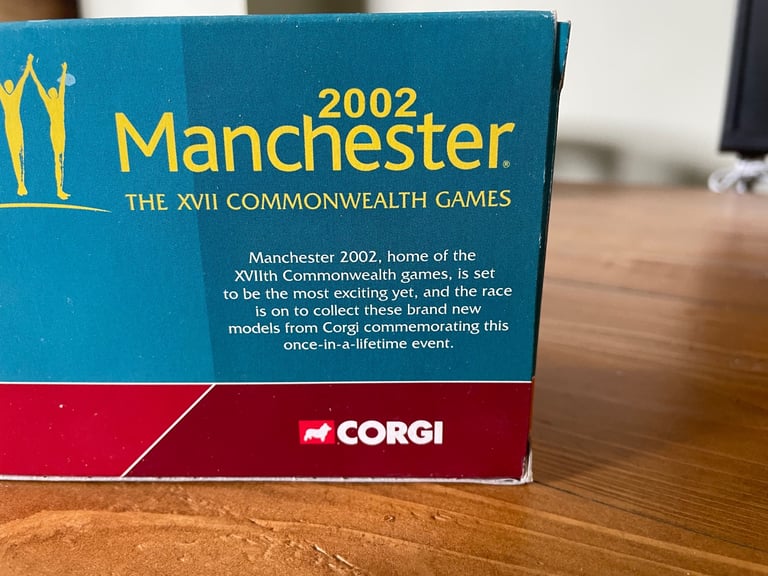 2002
Manchester®
THE XVII COMMONWEALTH GAMES
Manchester 2002, home of the
XVIIth Commonwealth games, is set
to be the most exciting yet, and the race
is on to collect these brand new
models from Corgi commemorating this
once-in-a-lifetime event.
CORGI